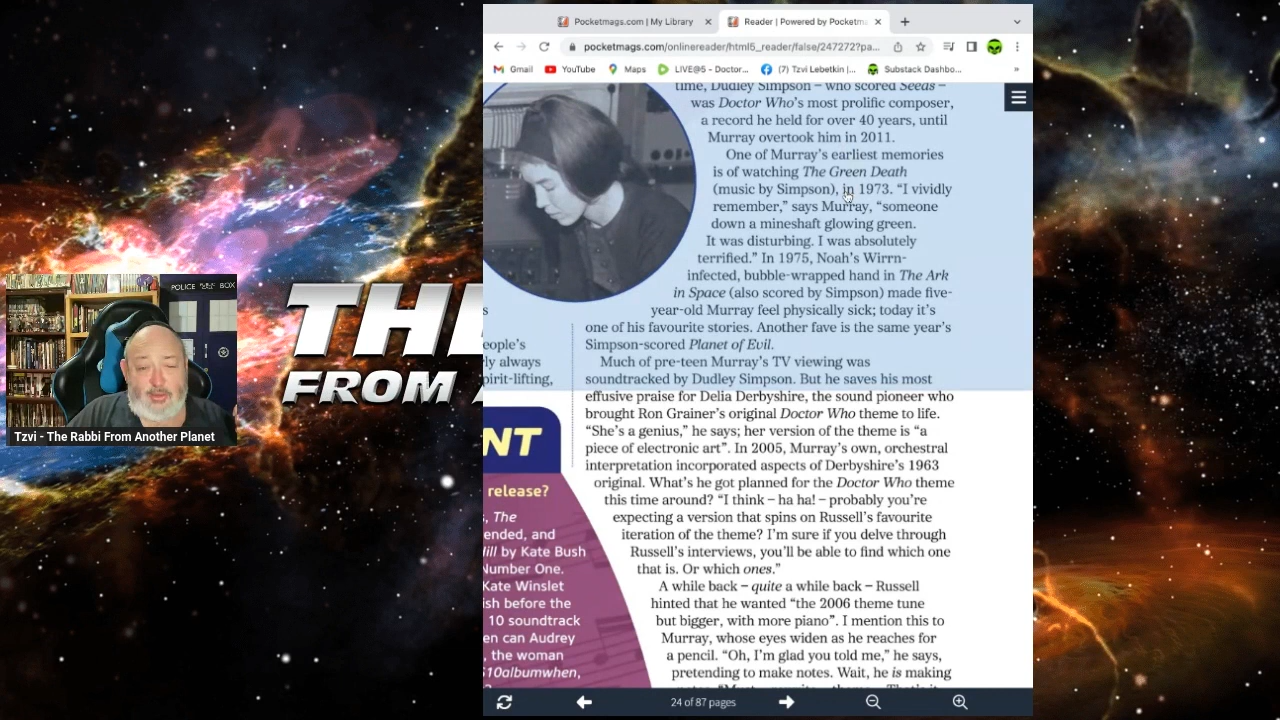 Pocketmags.com | My Library
Reader | Powered by Pocketm
pocketmags.com/onlinereader/html5_reader/false/247272?pa...
Gmail
YouTube
Maps
LIVE@5 - Doctor...
(7) Tzvi Lebetkin |...
Substack Dashbo...
»
time, Dudley Simpson – who scored Seeds –
was Doctor Who's most prolific composer,
a record he held for over 40 years, until
Murray overtook him in 2011.
One of Murray's earliest memories
is of watching The Green Death
(music by Simpson), in 1973. “I vividly
remember,” says Murray, “someone
down a mineshaft glowing green.
It was disturbing. I was absolutely
terrified.” In 1975, Noah's Wirrn-
infected, bubble-wrapped hand in The Ark
in Space (also scored by Simpson) made five-
year-old Murray feel physically sick; today it's
one of his favourite stories. Another fave is the same year's
Simpson-scored Planet of Evil.
Much of pre-teen Murray's TV viewing was
soundtracked by Dudley Simpson. But he saves his most
effusive praise for Delia Derbyshire, the sound pioneer who
brought Ron Grainer's original Doctor Who theme to life.
“She's a genius,” he says; her version of the theme is “a
piece of electronic art”. In 2005, Murray's own, orchestral
interpretation incorporated aspects of Derbyshire's 1963
original. What's he got planned for the Doctor Who theme
this time around? “I think – ha ha! – probably you're
expecting a version that spins on Russell's favourite
iteration of the theme? I'm sure if you delve through
Russell's interviews, you'll be able to find which one
that is. Or which ones.”
A while back – quite a while back – Russell
hinted that he wanted “the 2006 theme tune
but bigger, with more piano”. I mention this to
Murray, whose eyes widen as he reaches for
a pencil. “Oh, I'm glad you told me,” he says,
pretending to make notes. Wait, he is making
s
eople's
rly always
pirit-lifting,
NT
release?
, The
ended, and
ill by Kate Bush
Number One.
Kate Winslet
ish before the
10 soundtrack
en can Audrey
, the woman
$10albumwhen,
24 of 87 pages
POLICE BOX
Tzvi - The Rabbi From Another Planet
THE
FROM A